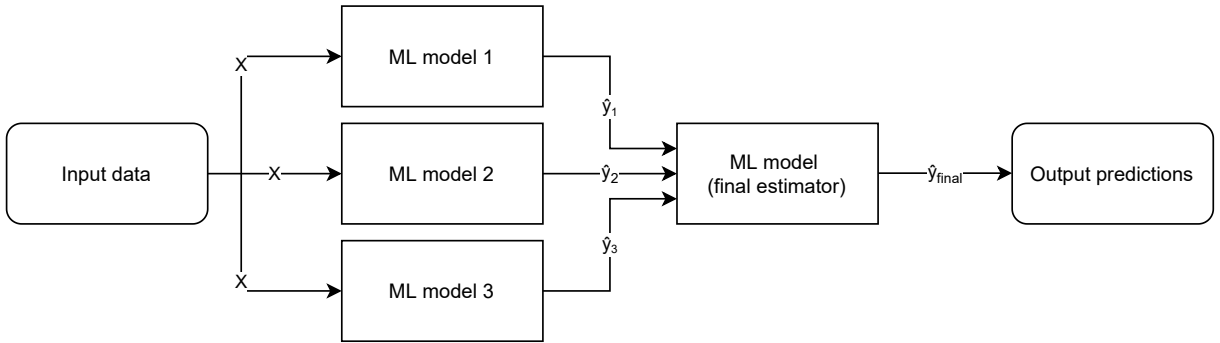 Input data
X
X
X
ML model 1
ML model 2
ML model 3
ŷ₁
ŷ₂
ŷ₃
ML model
(final estimator)
ŷfinal
Output predictions